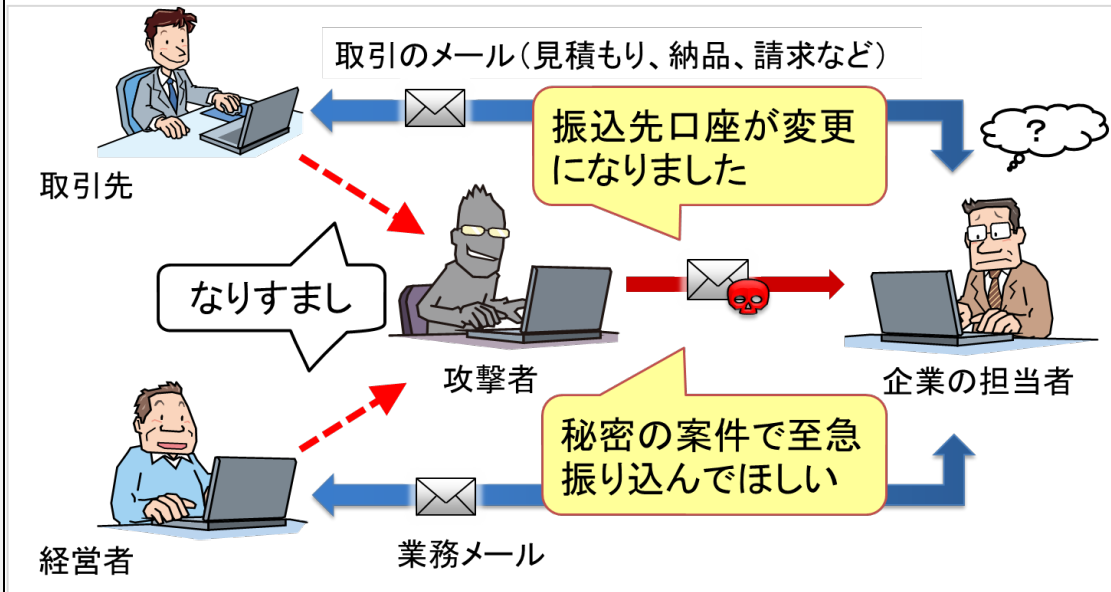 取引のメール（見積もり、納品、請求など）
振込先口座が変更
になりました
?
取引先
なりすまし
攻撃者
企業の担当者
秘密の案件で至急
振り込んでほしい
経営者
業務メール